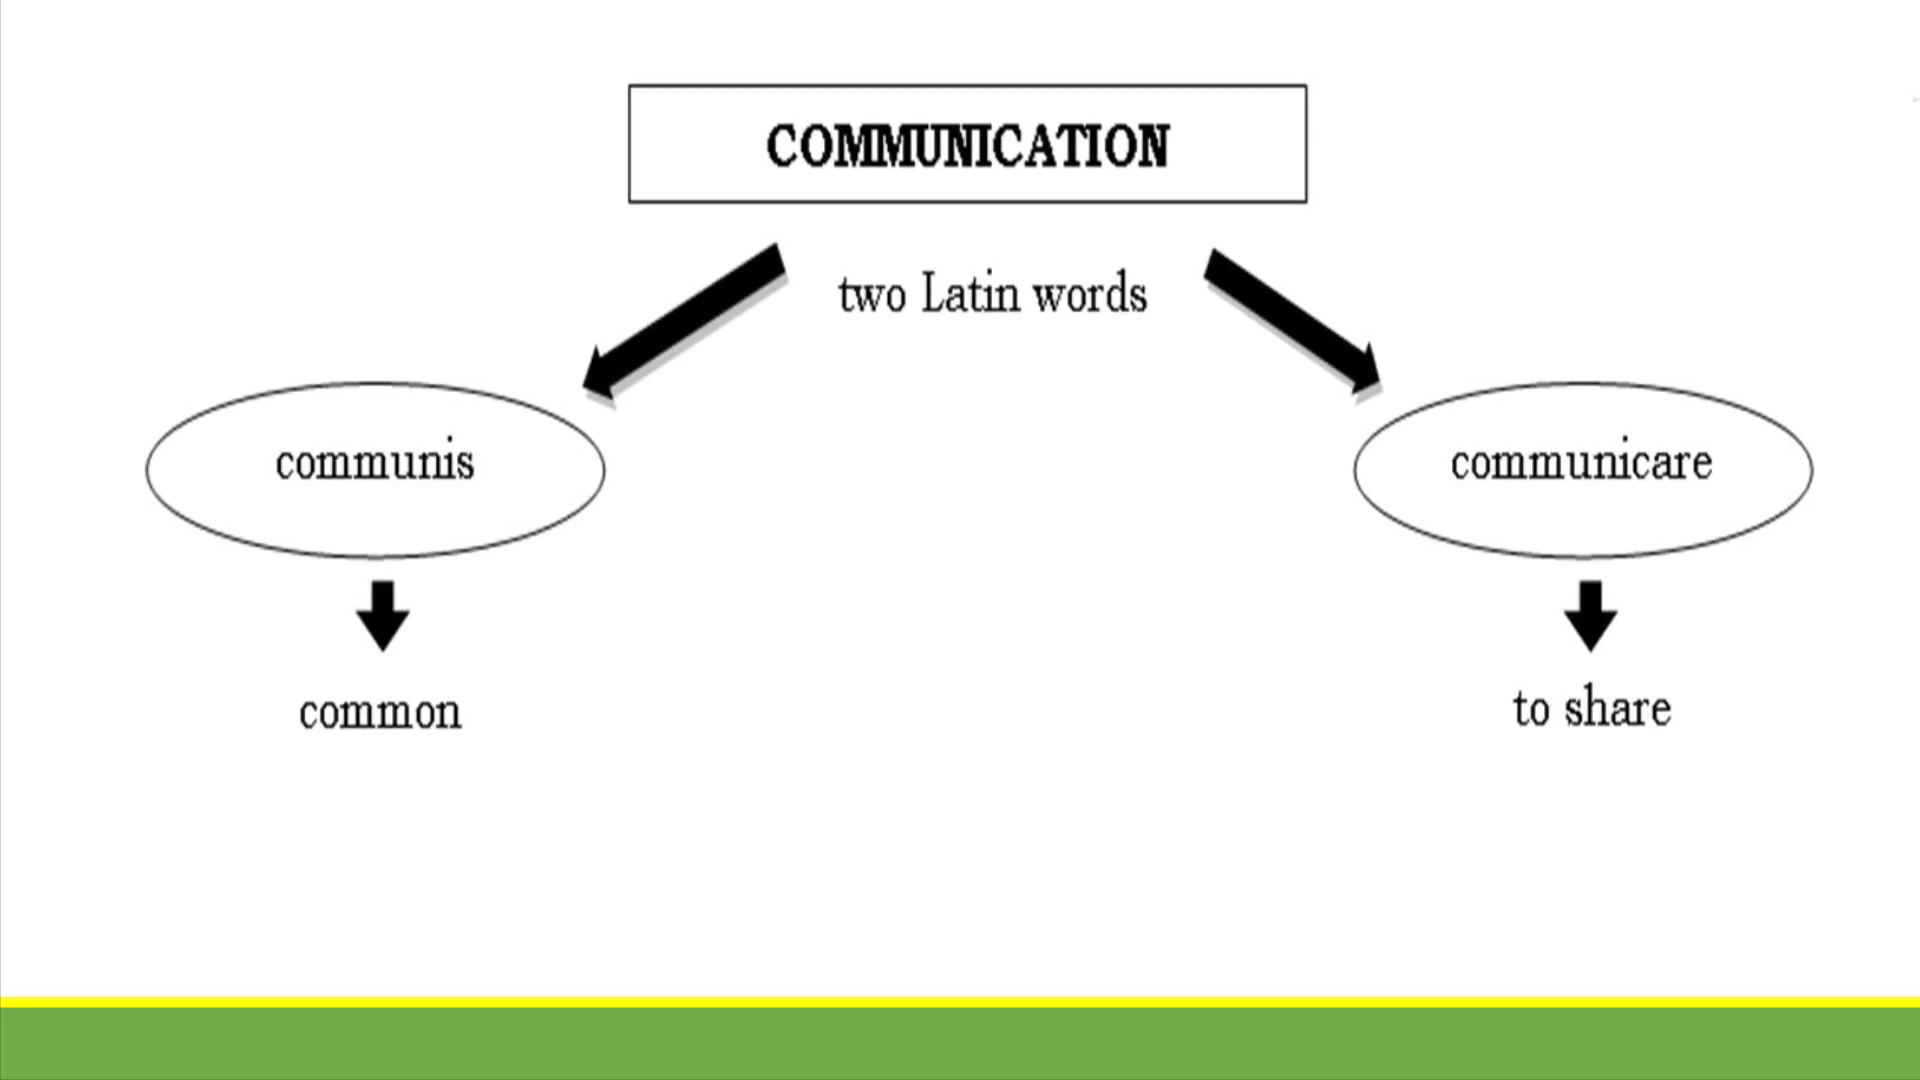 COMMUNICATION
two Latin words
communis
communicare
common
to share